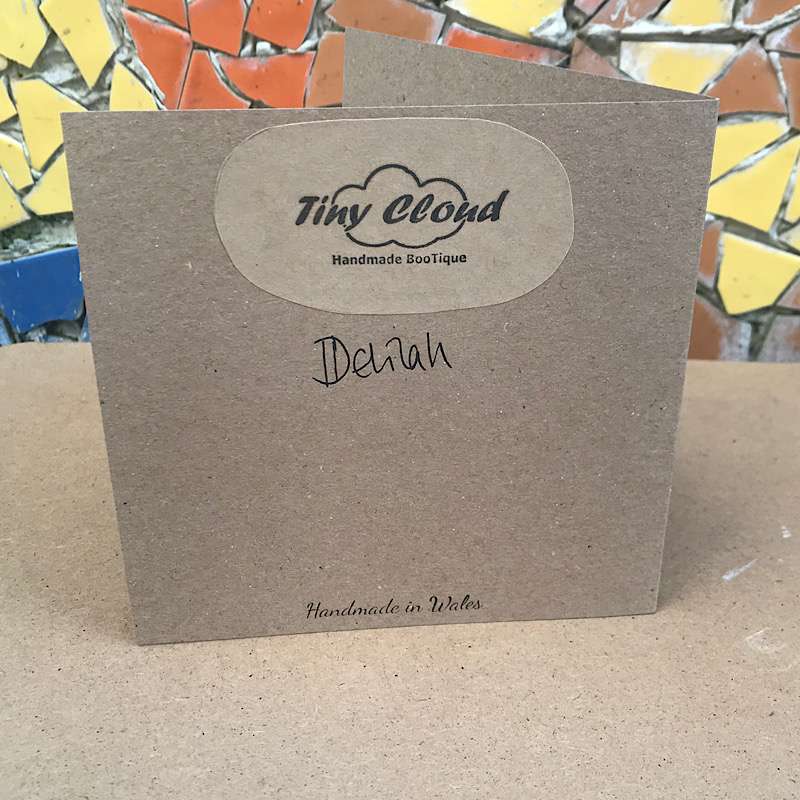 Tiny Cloud
Handmade BooTique
Delilah
Handmade in Wales